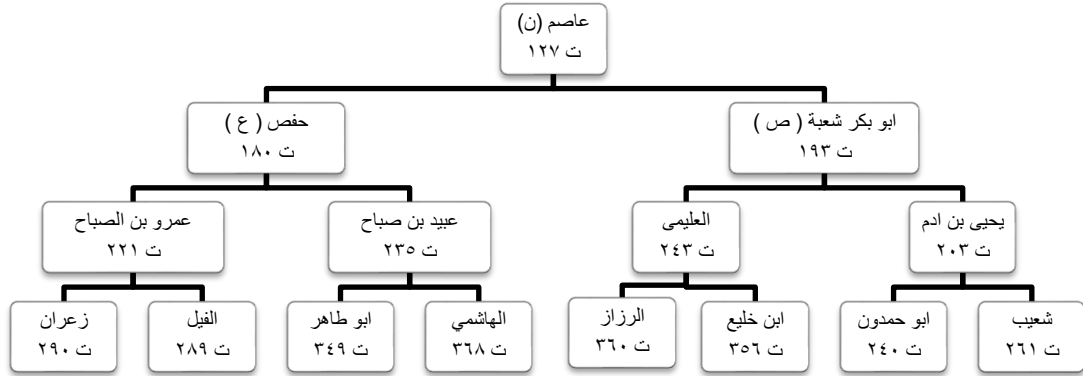 عاصم (ن)
ت ١٢٧
ابو بكر شعبة ( ص )
ت ١٩٣
حفص ( ع )
ت ١٨٠
يحيى بن ادم
ت ٢٠٣
العليمى
ت ٢٤٣
عبيد بن صباح
ت ٢٣٥
عمرو بن الصباح
ت ٢٢١
شعيب
ت ٢٦١
ابو حمدون
ت ٢٤٠
ابن خليع
ت ٣٥٦
الرزاز
ت ٣٦٠
الهاشمي
ت ٣٦٨
ابو طاهر
ت ٣٤٩
الفيل
ت ٢٨٩
زعران
ت ٢٩٠